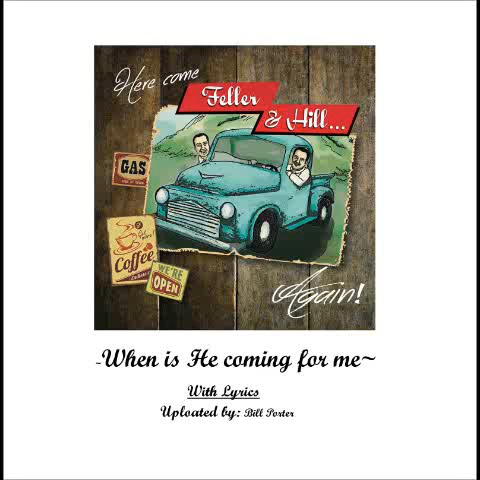 Here come
Feller
& Hill...
GAS
Coffee
WE'RE
OPEN
Again!
-When is He coming for me~
With Lyrics
Uploated by: Bill Porter